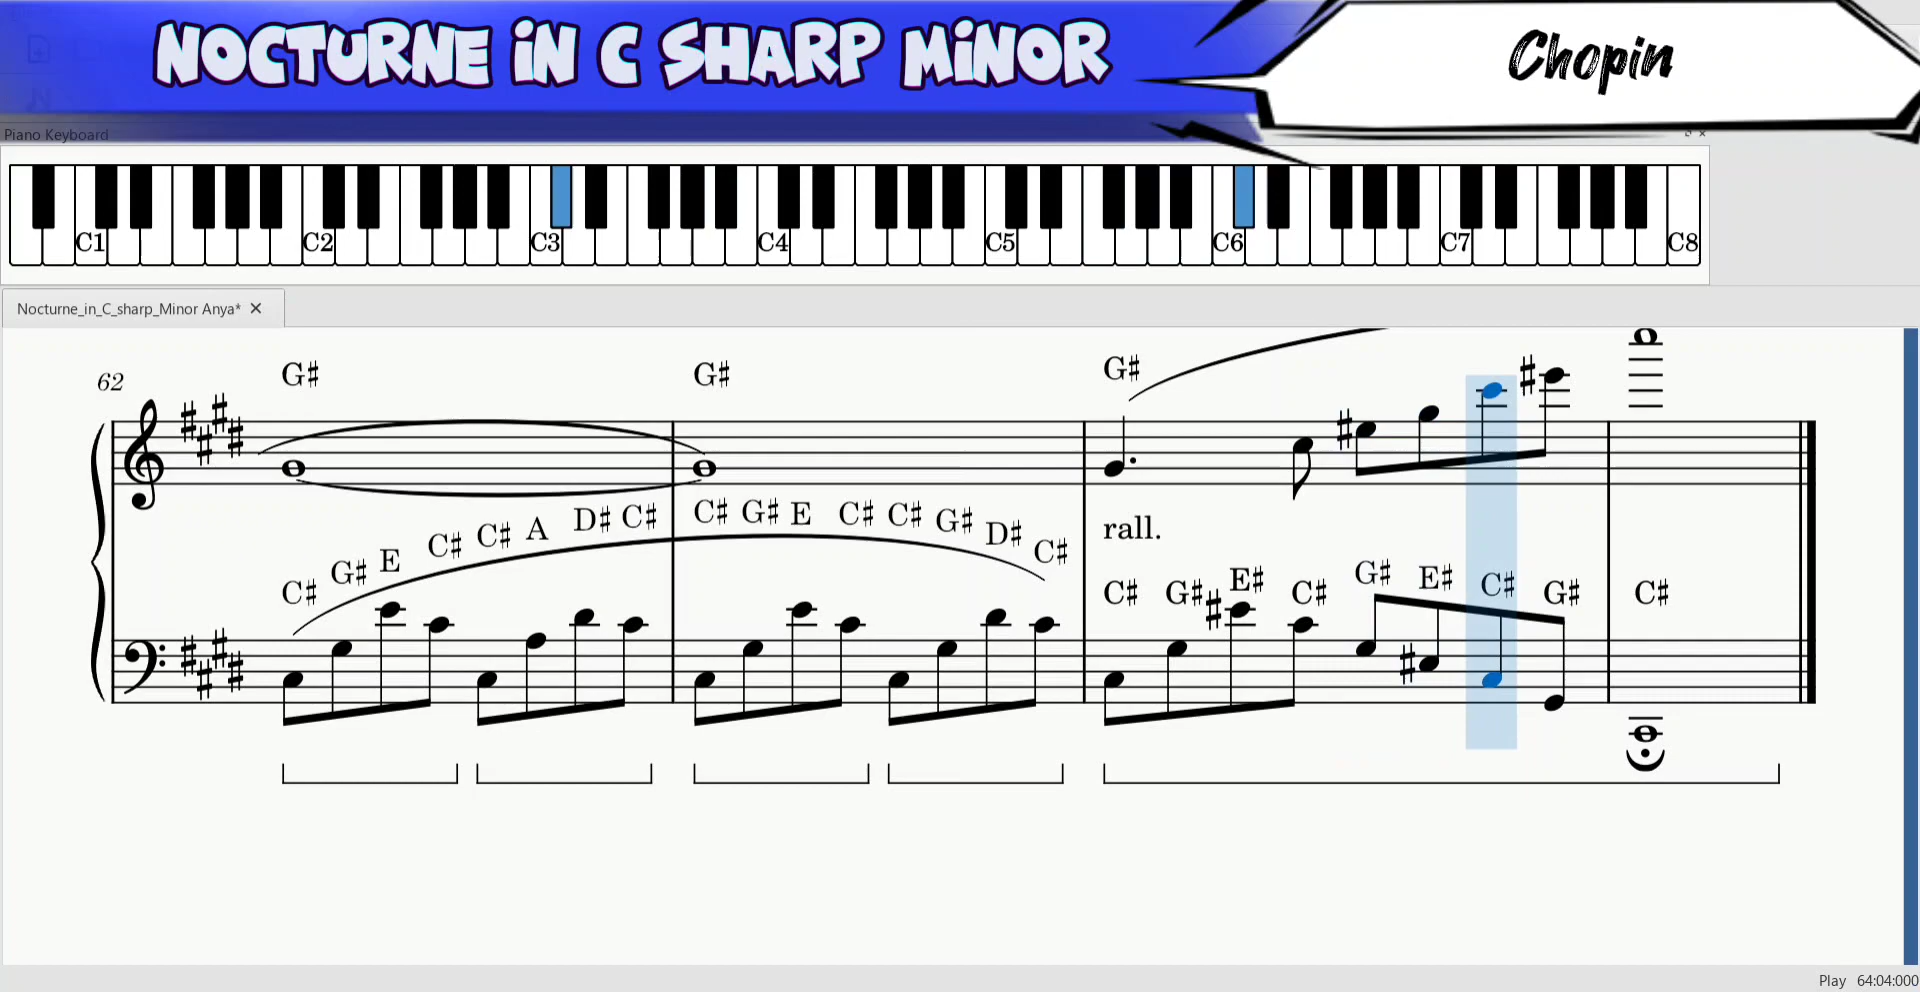 NOCTURNE iN C SHARP MiNOR
Chopin
Piano Keyboard
C1 C2 C3 C4 C5 C6 C7 C8
Nocturne_in_C_sharp_Minor Anya* ×
62
G♯ G♯ G♯
C♯ G♯ E C♯ C♯ A D♯ C♯ C♯ G♯ E C♯ C♯ G♯ D♯ C♯ rall.
C♯ G♯ E♯ C♯ G♯ E♯ C♯ G♯ C♯
Play 64:04:000